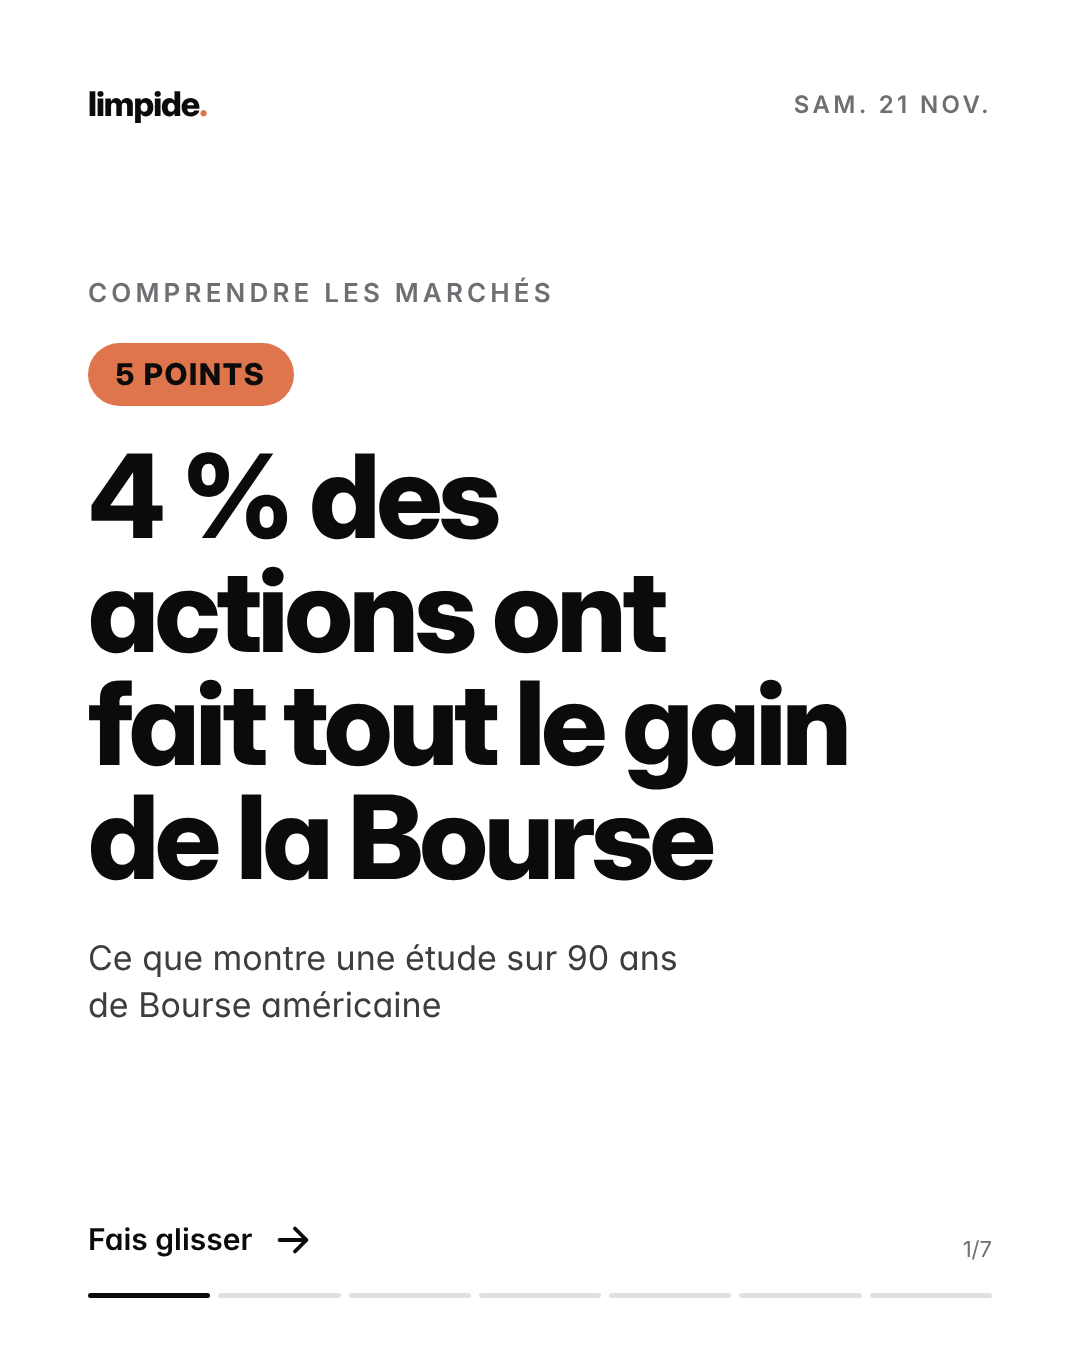 limpide.
SAM. 21 NOV.
COMPRENDRE LES MARCHÉS
5 POINTS
4 % des
actions ont
fait tout le gain
de la Bourse
Ce que montre une étude sur 90 ans
de Bourse américaine
Fais glisser →
1/7